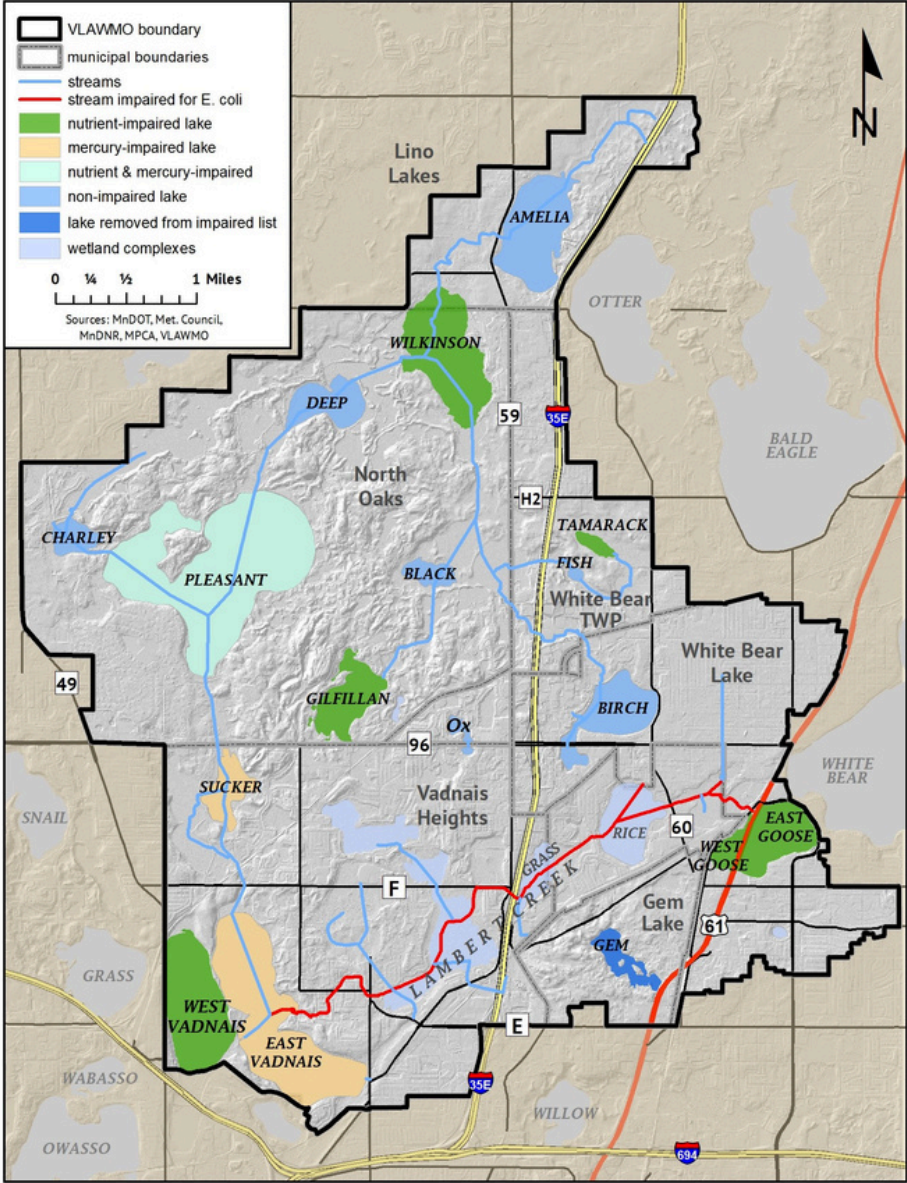 VLAWMO boundary
municipal boundaries
streams
stream impaired for E. coli
nutrient-impaired lake
mercury-impaired lake
nutrient & mercury-impaired
non-impaired lake
lake removed from impaired list
wetland complexes
0 ¼ ½ 1 Miles
Sources: MnDOT, Met. Council,
MnDNR, MPCA, VLAWMO
N
Lino
Lakes
AMELIA
OTTER
WILKINSON
DEEP
59
35E
BALD
EAGLE
North
Oaks
H2
TAMARACK
CHARLEY
PLEASANT
BLACK
FISH
White Bear
TWP
White Bear
Lake
49
GILFILLAN
BIRCH
Ox
96
WHITE
BEAR
SUCKER
SNAIL
Vadnais
Heights
RICE
60
EAST
GOOSE
WEST
GOOSE
GRASS
F
LAMBERT CREEK
Gem
Lake
61
GEM
GRASS
WEST
VADNAIS
E
EAST
VADNAIS
WABASSO
35E
WILLOW
OWASSO
694